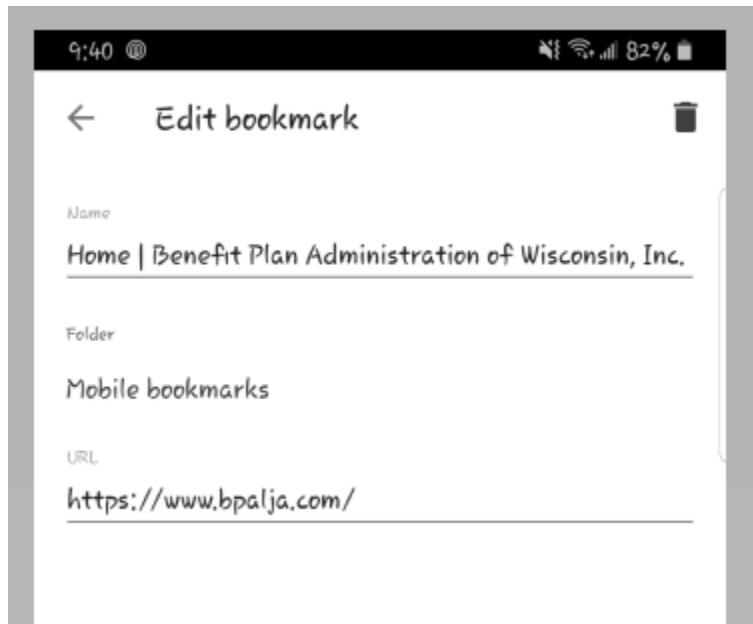 9:40 82%
Edit bookmark
Name
Home | Benefit Plan Administration of Wisconsin, Inc.
Folder
Mobile bookmarks
URL
https://www.bpalja.com/